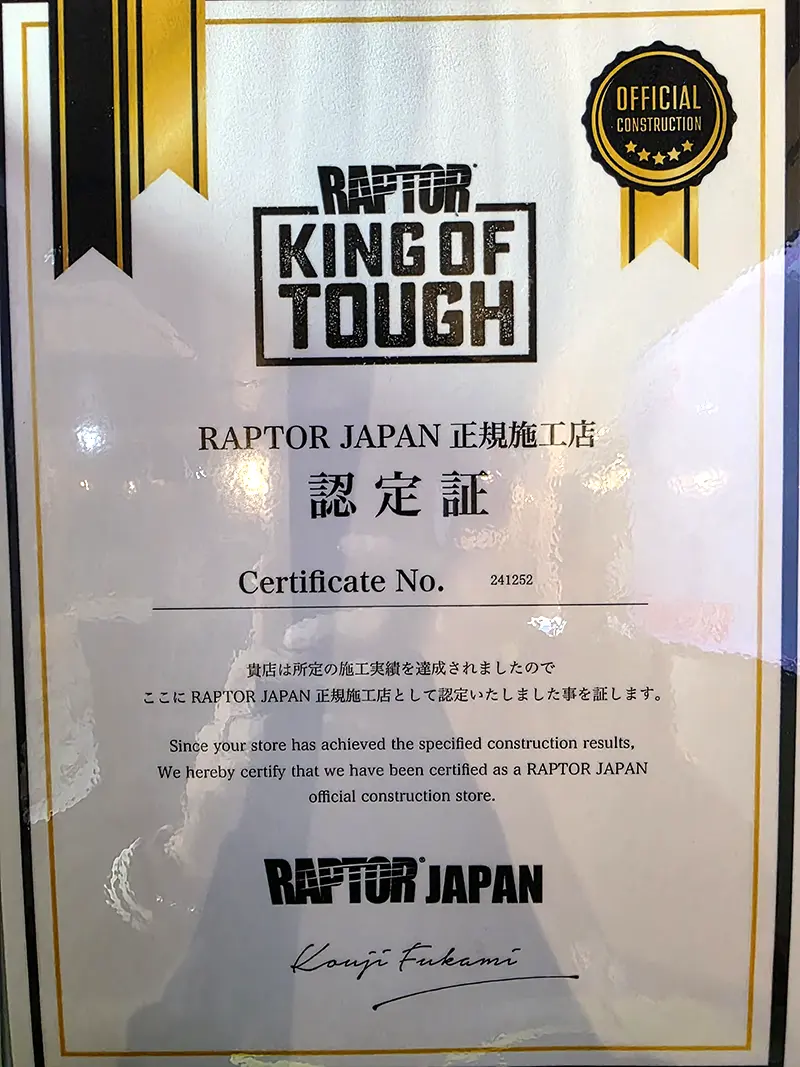 OFFICIAL
CONSTRUCTION
RAPTOR
KING OF
TOUGH
RAPTOR JAPAN 正規施工店
認定証
Certificate No. 241252
貴店は所定の施工実績を達成されましたので
ここに RAPTOR JAPAN 正規施工店として認定いたしました事を証します。
Since your store has achieved the specified construction results,
We hereby certify that we have been certified as a RAPTOR JAPAN
official construction store.
RAPTOR JAPAN
Kouji Fukami